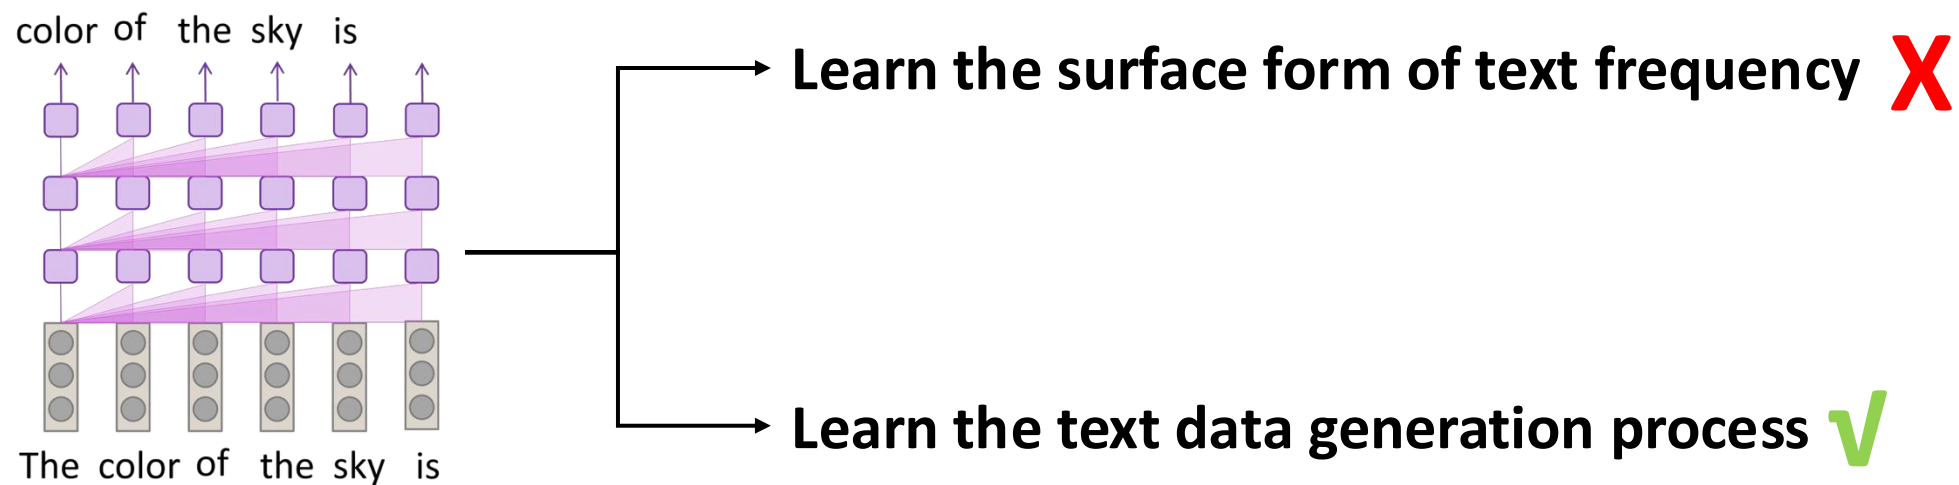 color of the sky is
Learn the surface form of text frequency X
Learn the text data generation process √
The color of the sky is